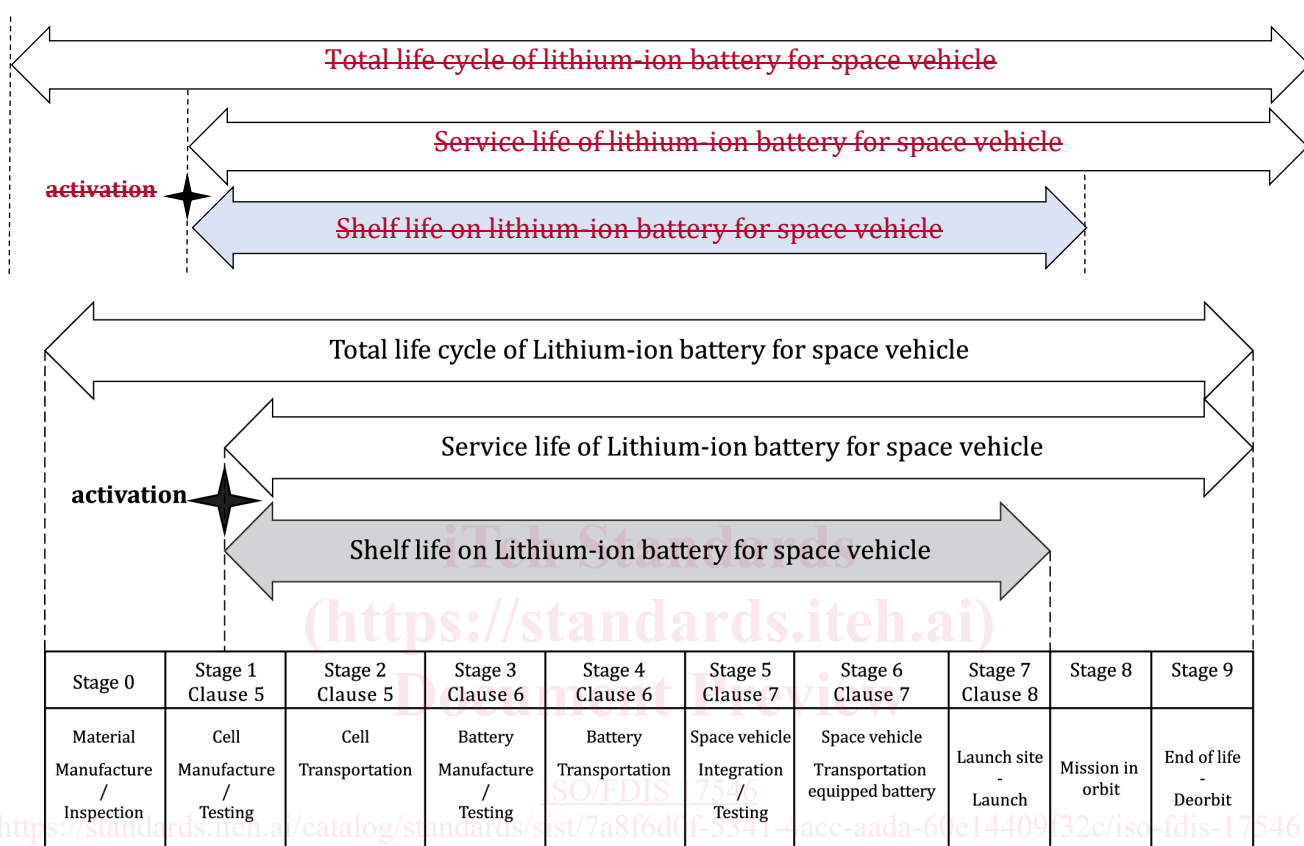 Total life cycle of lithium-ion battery for space vehicle
Service life of lithium-ion battery for space vehicle
activation
Shelf life on lithium-ion battery for space vehicle
Total life cycle of Lithium-ion battery for space vehicle
Service life of Lithium-ion battery for space vehicle
activation
Shelf life on Lithium-ion battery for space vehicle
iTeh Standards
(https://standards.iteh.ai)
Document Preview
Stage 0
Stage 1
Clause 5
Stage 2
Clause 5
Stage 3
Clause 6
Stage 4
Clause 6
Stage 5
Clause 7
Stage 6
Clause 7
Stage 7
Clause 8
Stage 8
Stage 9
Material
Manufacture
/
Inspection
Cell
Manufacture
/
Testing
Cell
Transportation
Battery
Manufacture
/
Testing
Battery
Transportation
Space vehicle
Integration
/
Testing
Space vehicle
Transportation
equipped battery
Launch site
-
Launch
Mission in
orbit
End of life
-
Deorbit
ISO/FDIS 17546
https://standards.iteh.ai/catalog/standards/sist/7a8f6d0f-5341-4acc-aada-60e14409f32c/iso-fdis-17546